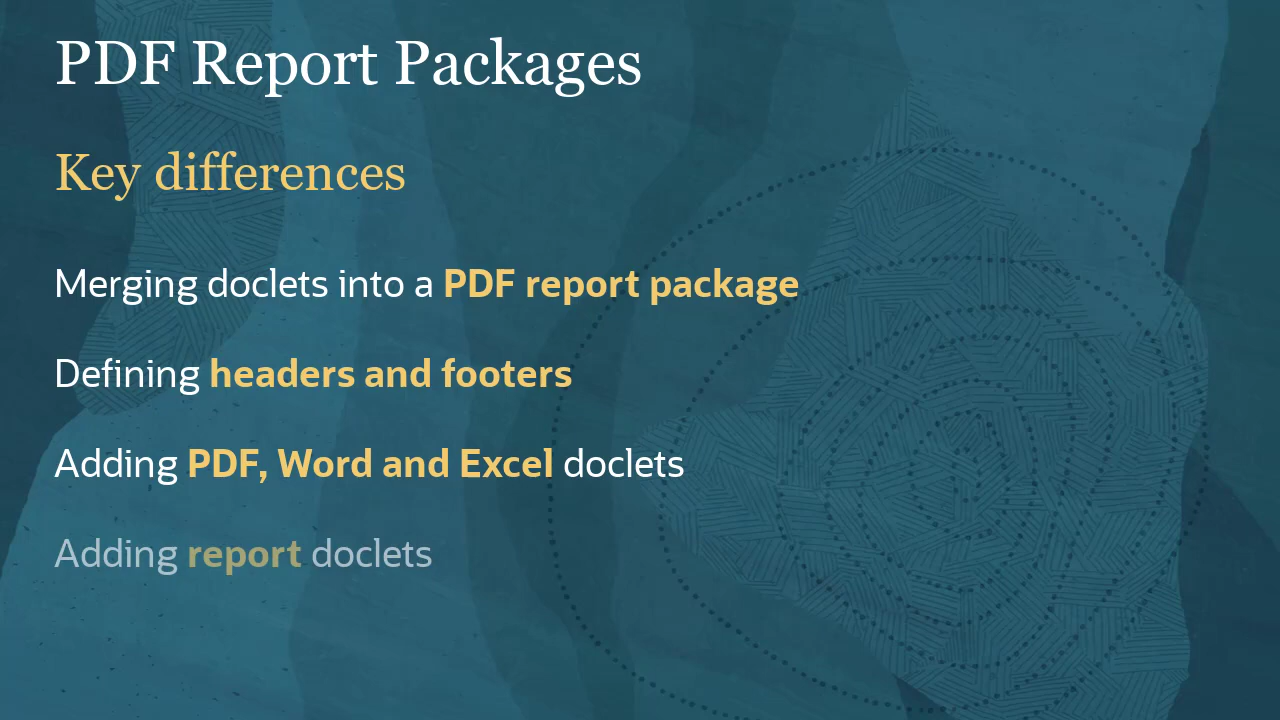 PDF Report Packages
Key differences
Merging doclets into a PDF report package
Defining headers and footers
Adding PDF, Word and Excel doclets
Adding report doclets